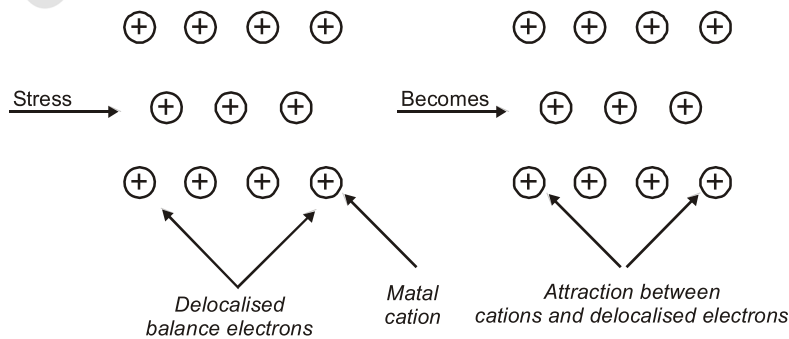 Stress
Becomes
Delocalised
balance electrons
Matal
cation
Attraction between
cations and delocalised electrons